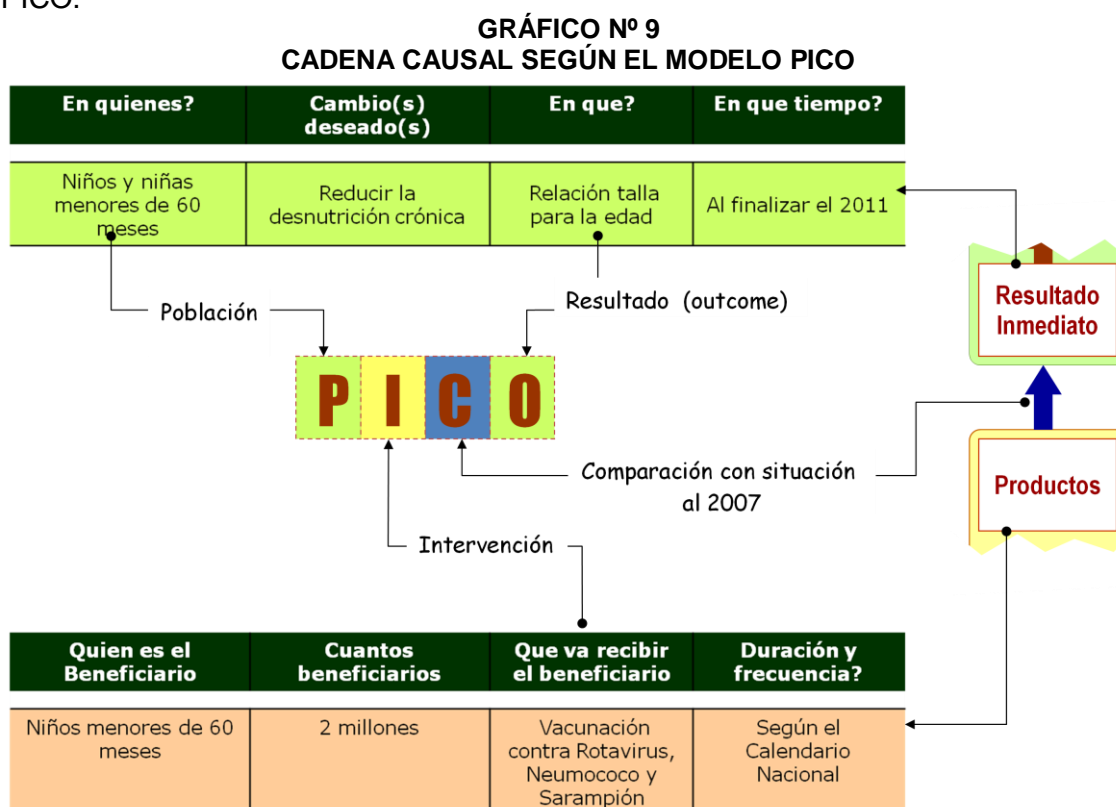 PICO.
GRÁFICO Nº 9
CADENA CAUSAL SEGÚN EL MODELO PICO
En quienes?
Cambio(s)
deseado(s)
En que?
En que tiempo?
Niños y niñas
menores de 60
meses
Reducir la
desnutrición crónica
Relación talla
para la edad
Al finalizar el 2011
Población
Resultado (outcome)
Resultado
Inmediato
P I C O
Comparación con situación
al 2007
Productos
Intervención
Quien es el
Beneficiario
Cuantos
beneficiarios
Que va recibir
el beneficiario
Duración y
frecuencia?
Niños menores de 60
meses
2 millones
Vacunación
contra Rotavirus,
Neumococo y
Sarampión
Según el
Calendario
Nacional